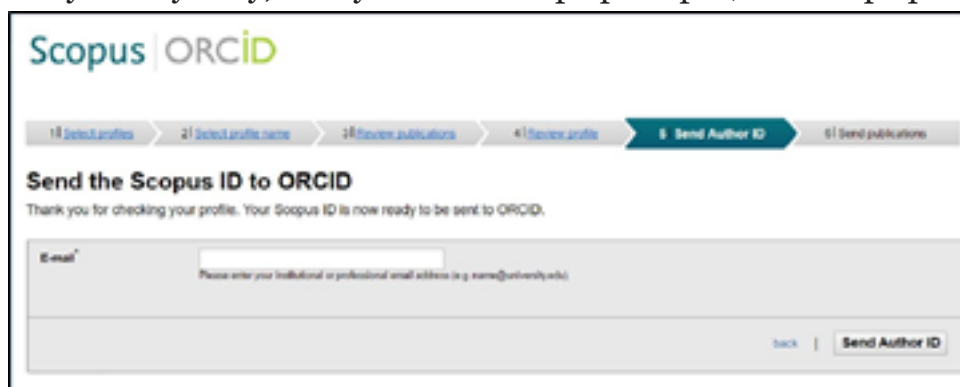 Scopus ORCID
1 Select profiles 2 Select profile name 3 Review publications 4 Review profile 5 Send Author ID 6 Send publications
Send the Scopus ID to ORCID
Thank you for checking your profile. Your Scopus ID is now ready to be sent to ORCID.
E-mail*
Please enter your institutional or professional email address (e.g. name@university.edu)
back | Send Author ID